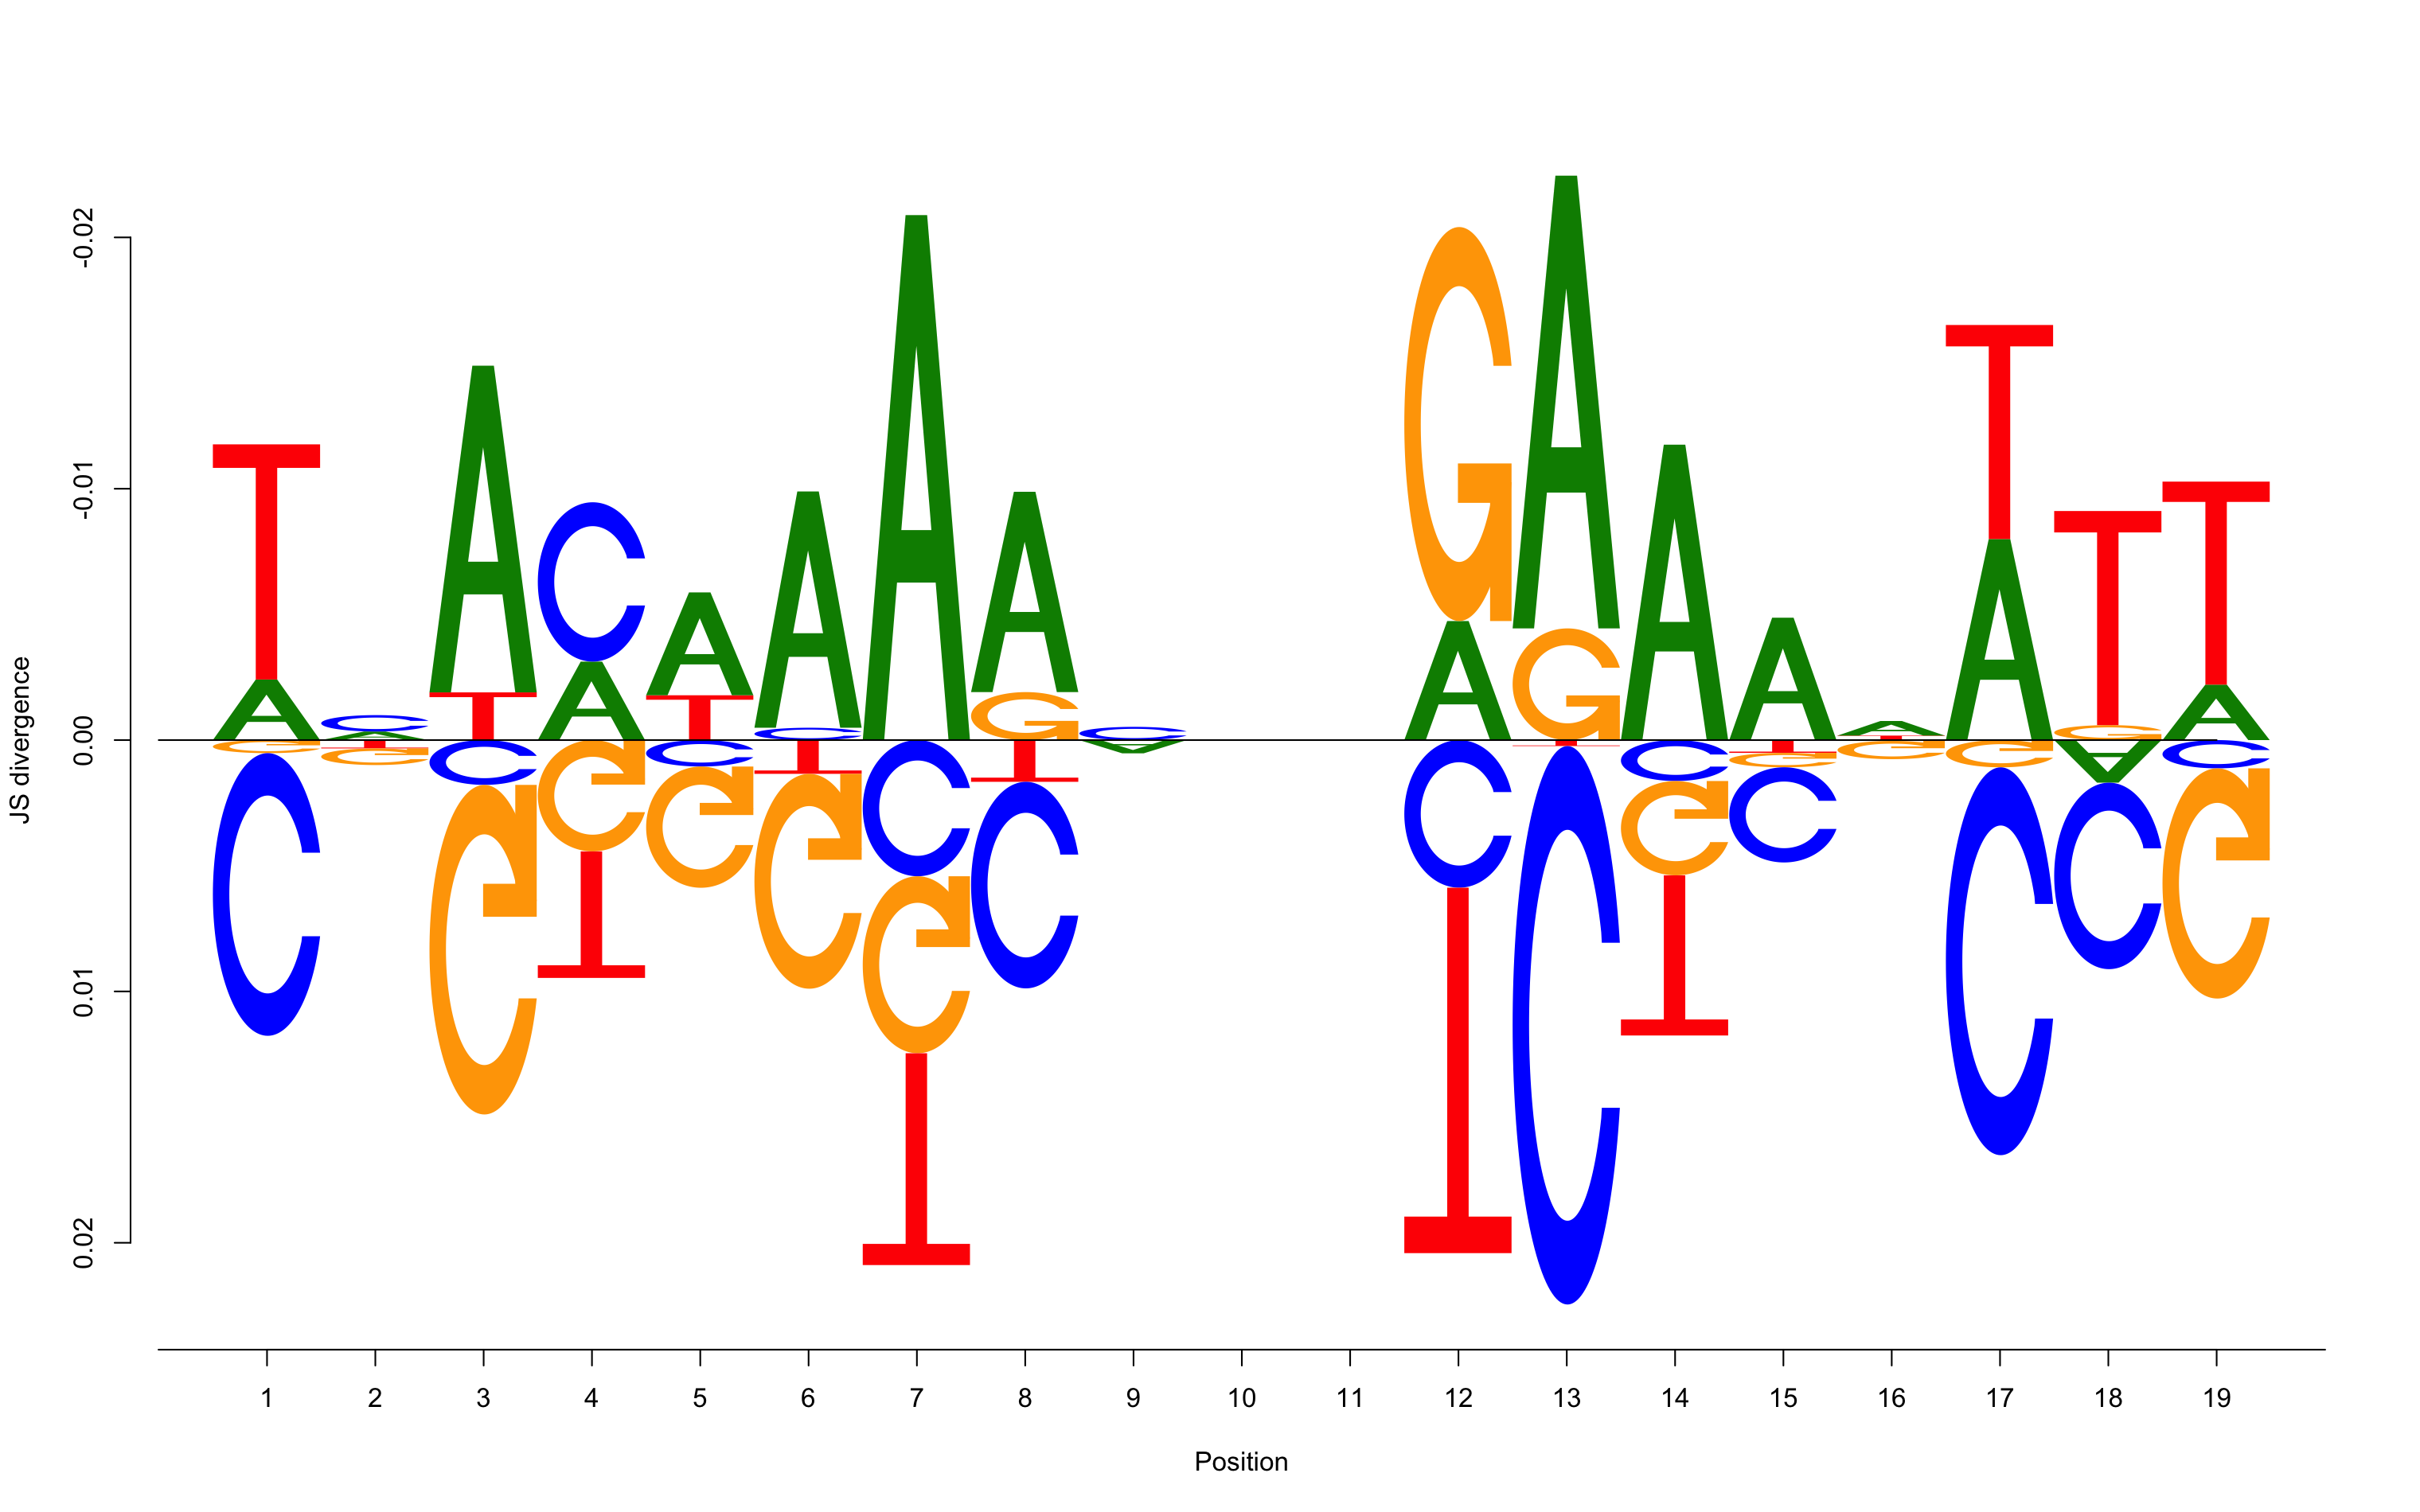 JS divergence
-0.02
-0.01
0.00
0.01
0.02
T A G C
C A T G
A T C G
C A G T
A T C G
A C T G
A C G T
A G T C
C A
G A C T
A G T C
A C G T
A T G C
A T G
T A G C
T G A C
T A C G
1 2 3 4 5 6 7 8 9 10 11 12 13 14 15 16 17 18 19
Position